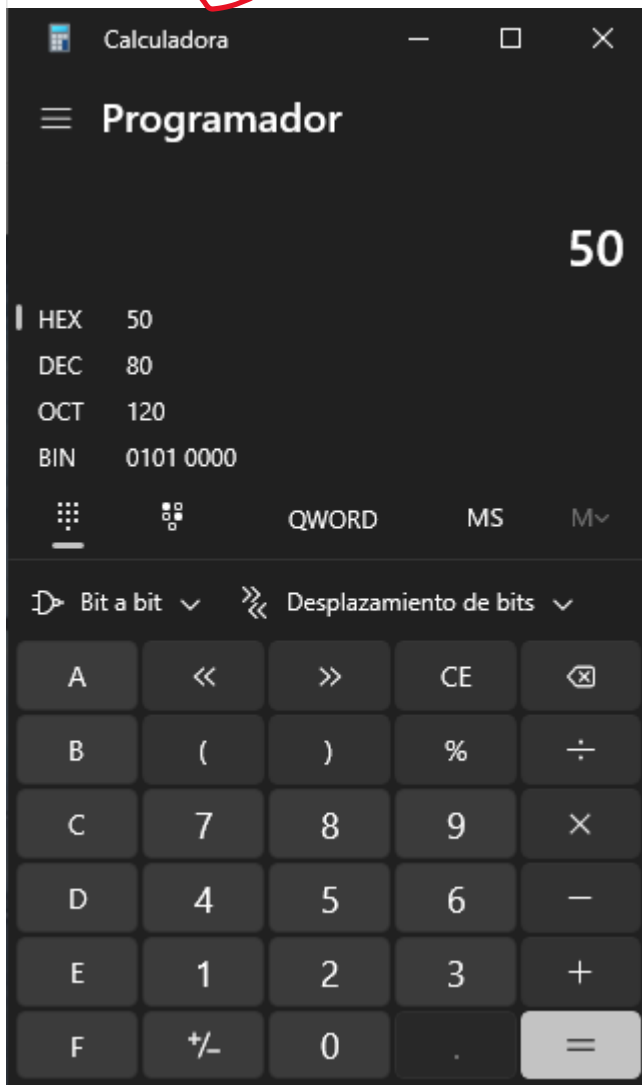 Calculadora
Programador
50
HEX 50
DEC 80
OCT 120
BIN 0101 0000
QWORD MS M
Bit a bit Desplazamiento de bits
A << >> CE
B ( ) % ÷
C 7 8 9 ×
D 4 5 6 −
E 1 2 3 +
F +/− 0 . =